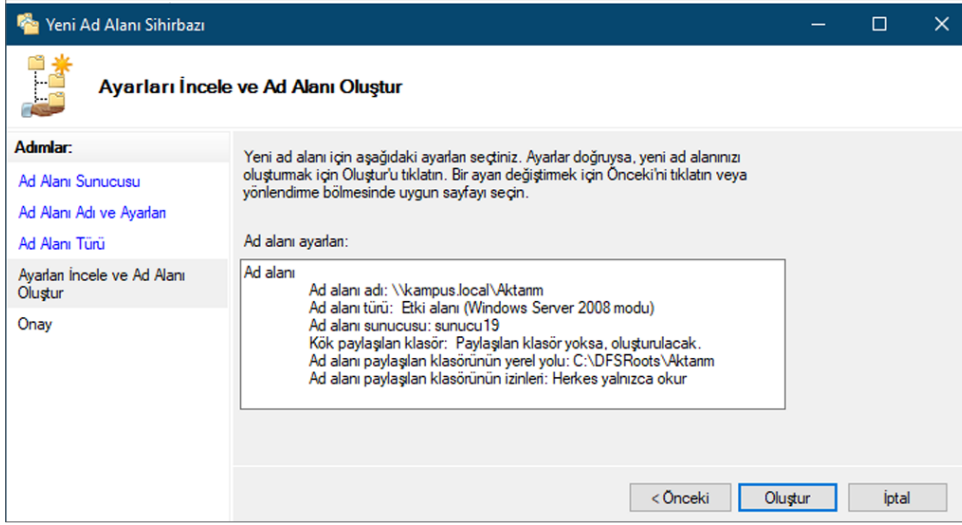 Yeni Ad Alanı Sihirbazı
Ayarları İncele ve Ad Alanı Oluştur
Adımlar:
Ad Alanı Sunucusu
Ad Alanı Adı ve Ayarları
Ad Alanı Türü
Ayarları İncele ve Ad Alanı
Oluştur
Onay
Yeni ad alanı için aşağıdaki ayarları seçtiniz. Ayarlar doğruysa, yeni ad alanınızı
oluşturmak için Oluştur'u tıklatın. Bir ayarı değiştirmek için Önceki'ni tıklatın veya
yönlendirme bölmesinde uygun sayfayı seçin.
Ad alanı ayarları:
Ad alanı
Ad alanı adı: \\kampus.local\Aktarim
Ad alanı türü: Etki alanı (Windows Server 2008 modu)
Ad alanı sunucusu: sunucu19
Kök paylaşılan klasör: Paylaşılan klasör yoksa, oluşturulacak.
Ad alanı paylaşılan klasörünün yerel yolu: C:\DFSRoots\Aktarim
Ad alanı paylaşılan klasörünün izinleri: Herkes yalnızca okur
< Önceki
Oluştur
İptal